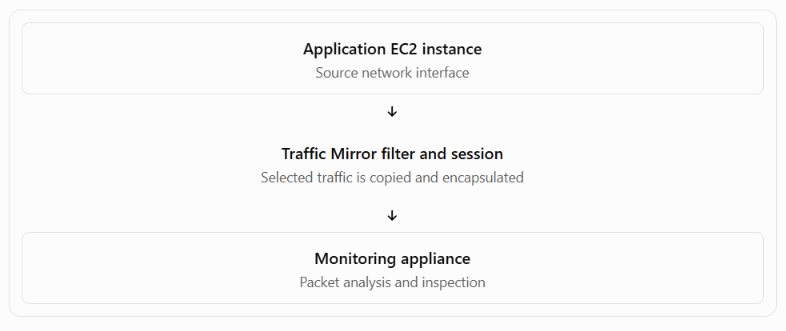 Application EC2 instance
Source network interface
↓
Traffic Mirror filter and session
Selected traffic is copied and encapsulated
↓
Monitoring appliance
Packet analysis and inspection